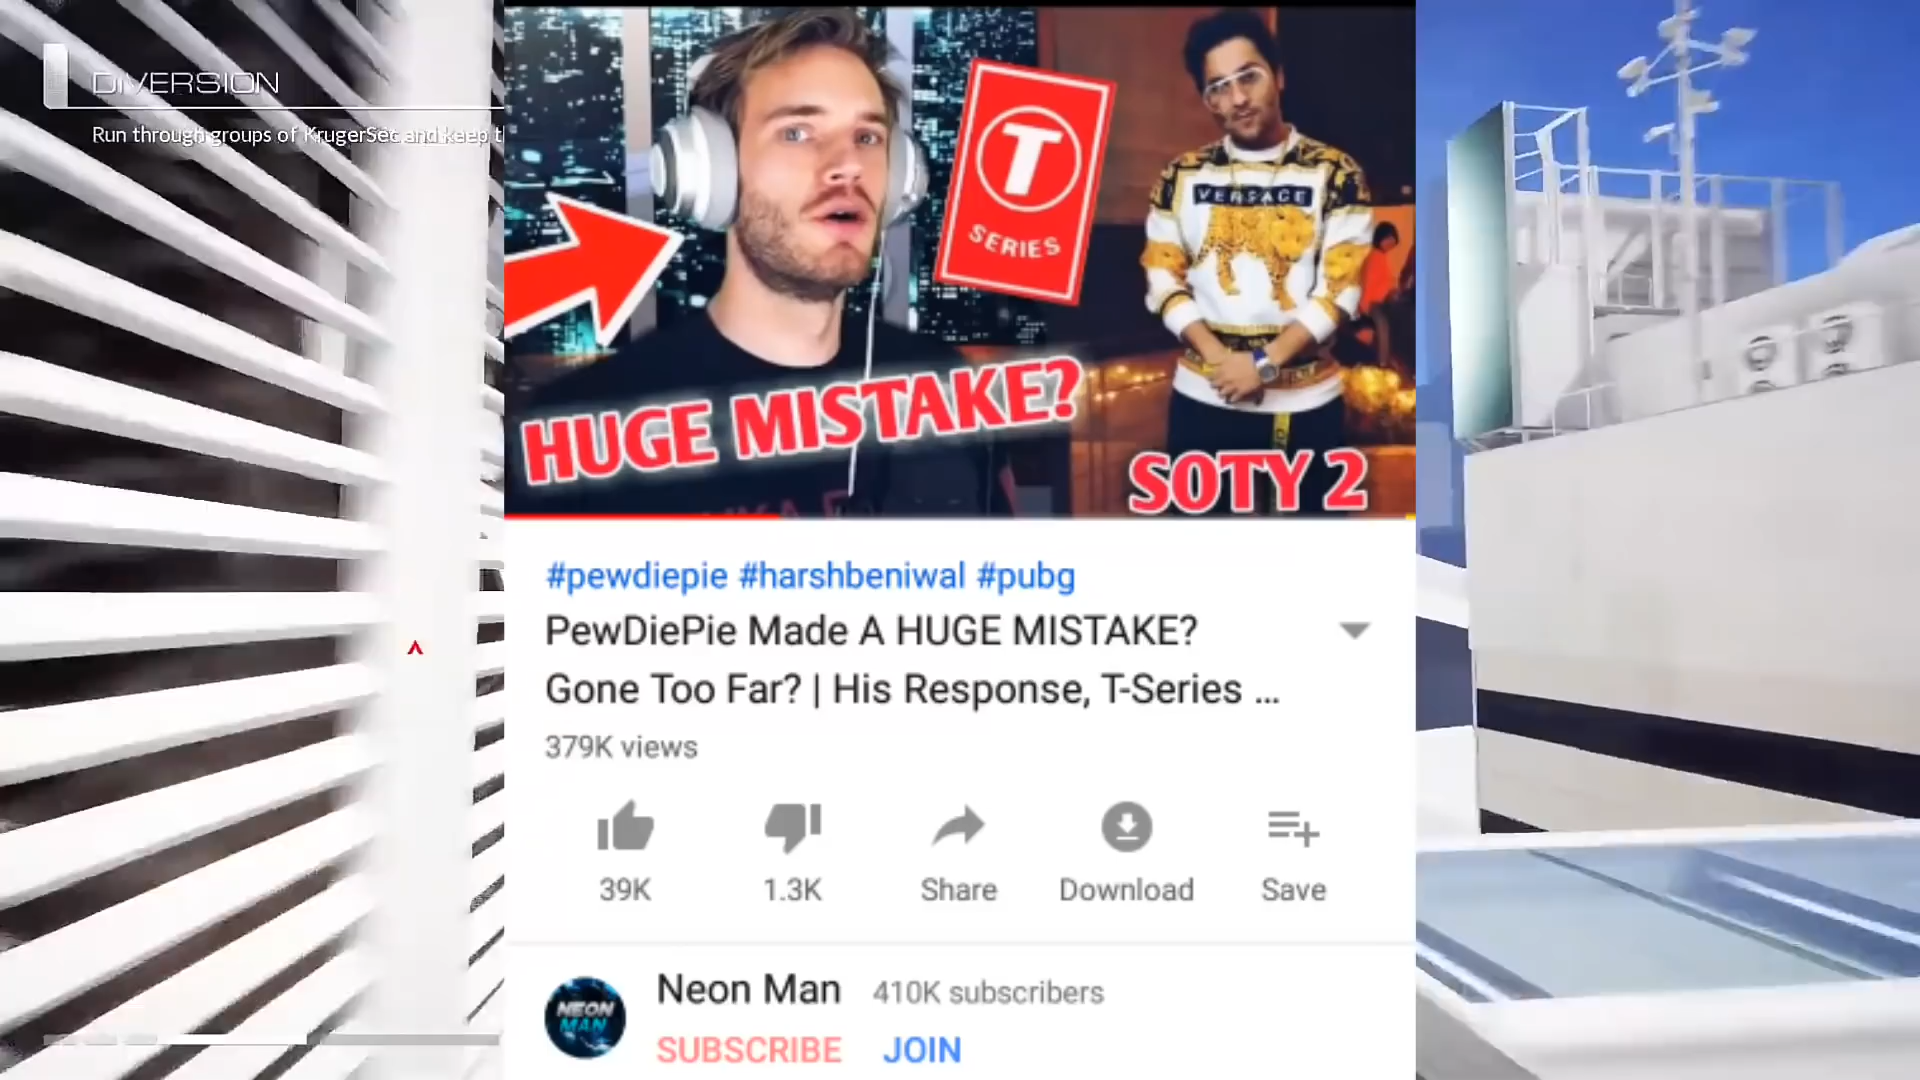 DIVERSION
Run through groups of KrugerSec and keep t
T
SERIES
VERSACE
HUGE MISTAKE?
SOTY 2
#pewdiepie #harshbeniwal #pubg
PewDiePie Made A HUGE MISTAKE?
Gone Too Far? | His Response, T-Series ...
379K views
39K
1.3K
Share
Download
Save
NEON
MAN
Neon Man
410K subscribers
SUBSCRIBE
JOIN